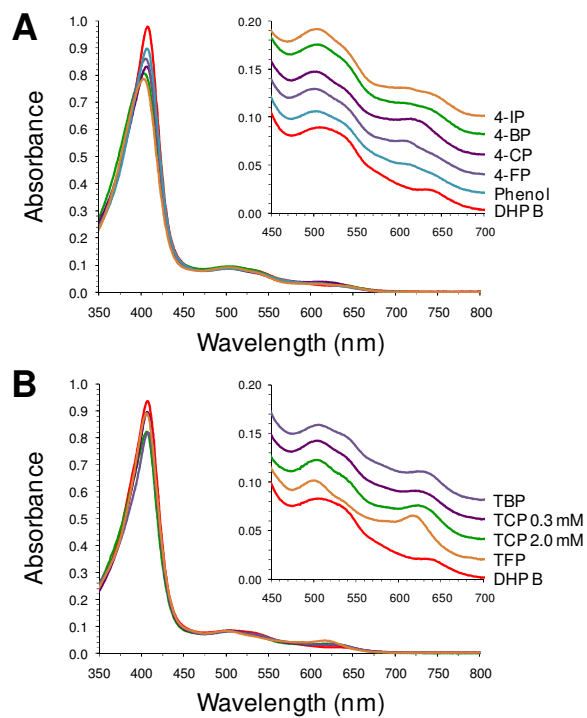 A
Absorbance
1.0
0.9
0.8
0.7
0.6
0.5
0.4
0.3
0.2
0.1
0.0
350 400 450 500 550 600 650 700 750 800
Wavelength (nm)
0.20
0.15
0.10
0.05
0.00
450 500 550 600 650 700
4-IP
4-BP
4-CP
4-FP
Phenol
DHP B
B
Absorbance
1.0
0.9
0.8
0.7
0.6
0.5
0.4
0.3
0.2
0.1
0.0
350 400 450 500 550 600 650 700 750 800
Wavelength (nm)
0.20
0.15
0.10
0.05
0.00
450 500 550 600 650 700
TBP
TCP 0.3 mM
TCP 2.0 mM
TFP
DHP B